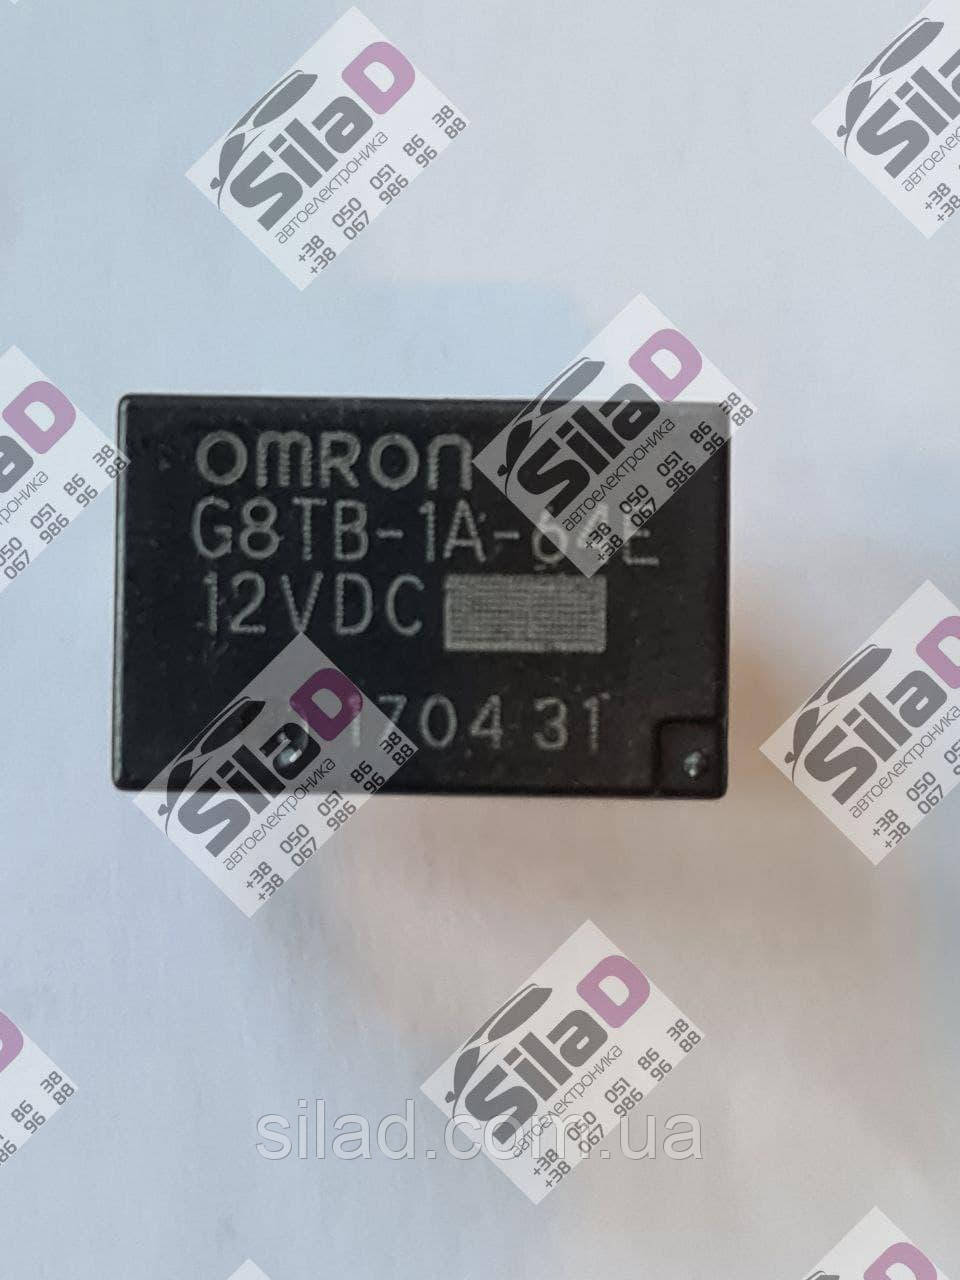 SilaD
автоелектроника
+38 050 051 86 38
+38 067 986 96 88
omron
G8TB-1A-64E
12VDC
170431
silad.com.ua